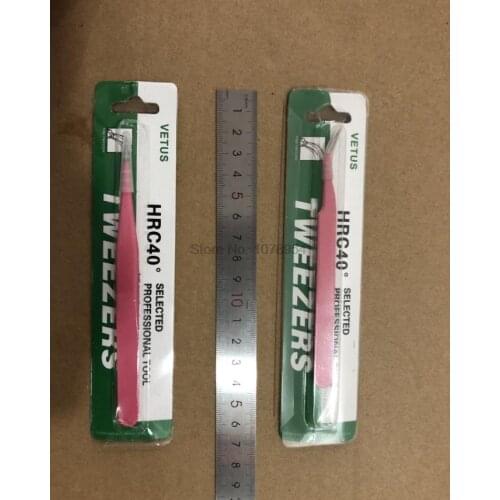 VETUS
HRC40°
SELECTED
PROFESSIONAL TOOL
TWEEZERS
1
2
3
4
5
6
7
8
9
10
1
2
3
4
5
6
7
8
9
VETUS
HRC40°
SELECTED
PROFESSIONAL
TWEEZERS